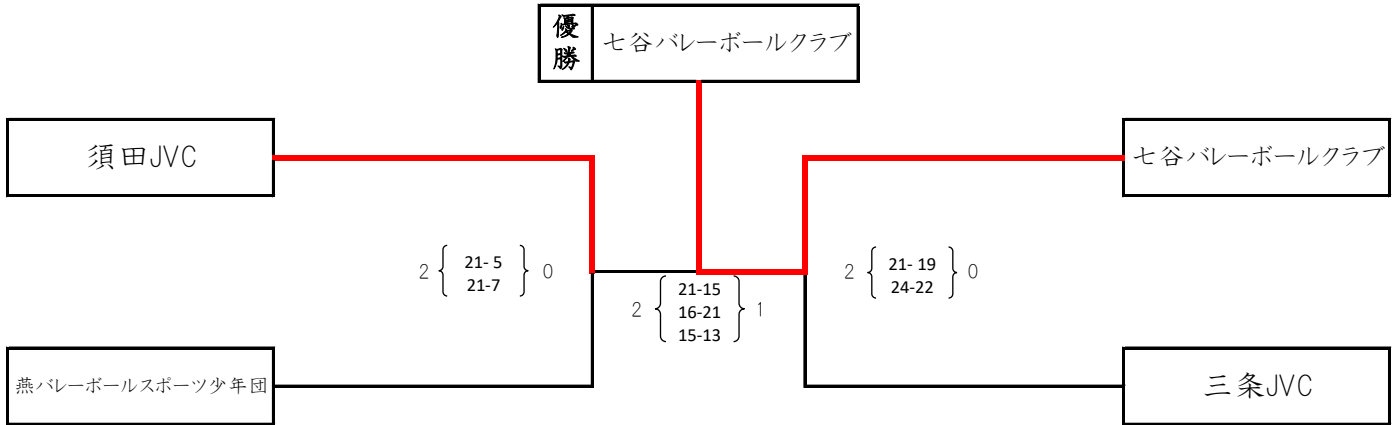 優勝
七谷バレーボールクラブ
須田JVC
七谷バレーボールクラブ
2 { 21- 5 } 0
21-7
2 { 21-15 } 1
16-21
15-13
2 { 21- 19 } 0
24-22
燕バレーボールスポーツ少年団
三条JVC